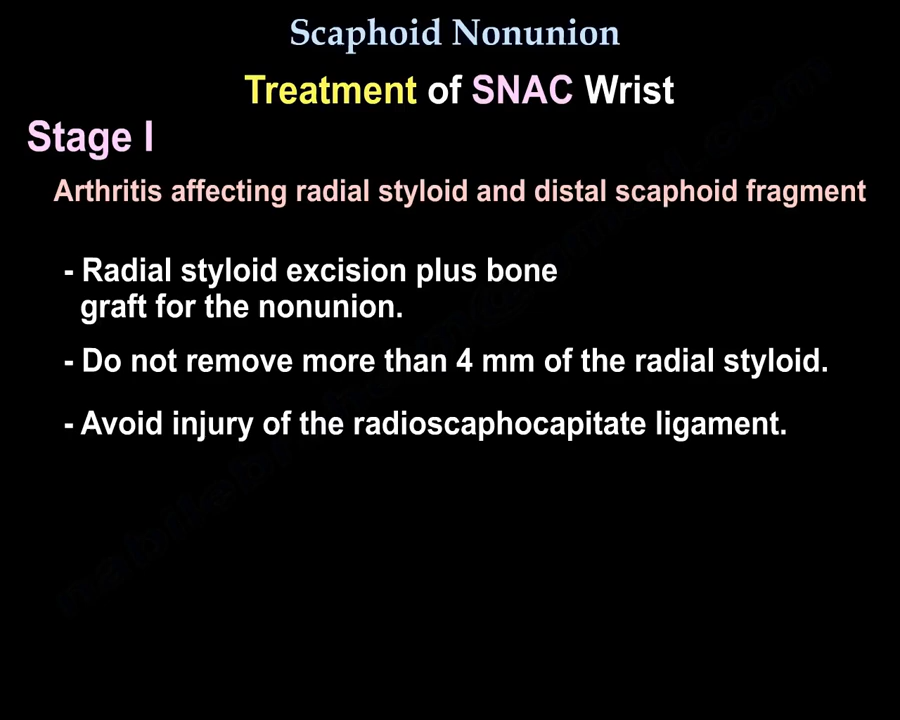 Scaphoid Nonunion
Treatment of SNAC Wrist
Stage I
Arthritis affecting radial styloid and distal scaphoid fragment
- Radial styloid excision plus bone
graft for the nonunion.
- Do not remove more than 4 mm of the radial styloid.
- Avoid injury of the radioscaphocapitate ligament.